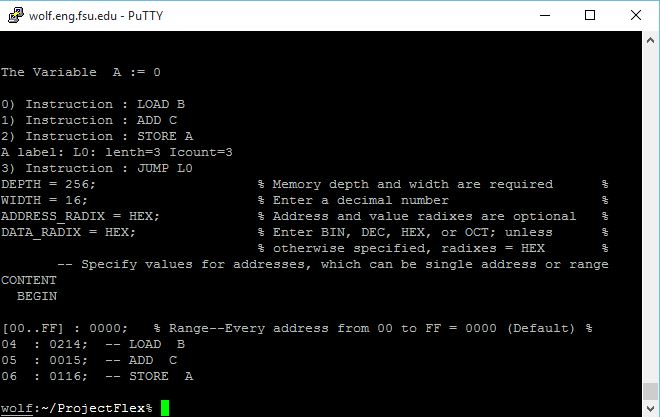 wolf.eng.fsu.edu - PuTTY
The Variable  A := 0
0) Instruction : LOAD B
1) Instruction : ADD C
2) Instruction : STORE A
A label: L0: lenth=3 Icount=3
3) Instruction : JUMP L0
DEPTH = 256;                     % Memory depth and width are required      %
WIDTH = 16;                      % Enter a decimal number                   %
ADDRESS_RADIX = HEX;             % Address and value radixes are optional   %
DATA_RADIX = HEX;                % Enter BIN, DEC, HEX, or OCT; unless      %
                                 % otherwise specified, radixes = HEX       %
       -- Specify values for addresses, which can be single address or range
CONTENT
  BEGIN
[00..FF] : 0000;   % Range--Every address from 00 to FF = 0000 (Default) %
04  : 0214;  -- LOAD  B
05  : 0015;  -- ADD  C
06  : 0116;  -- STORE  A
wolf:~/ProjectFlex%